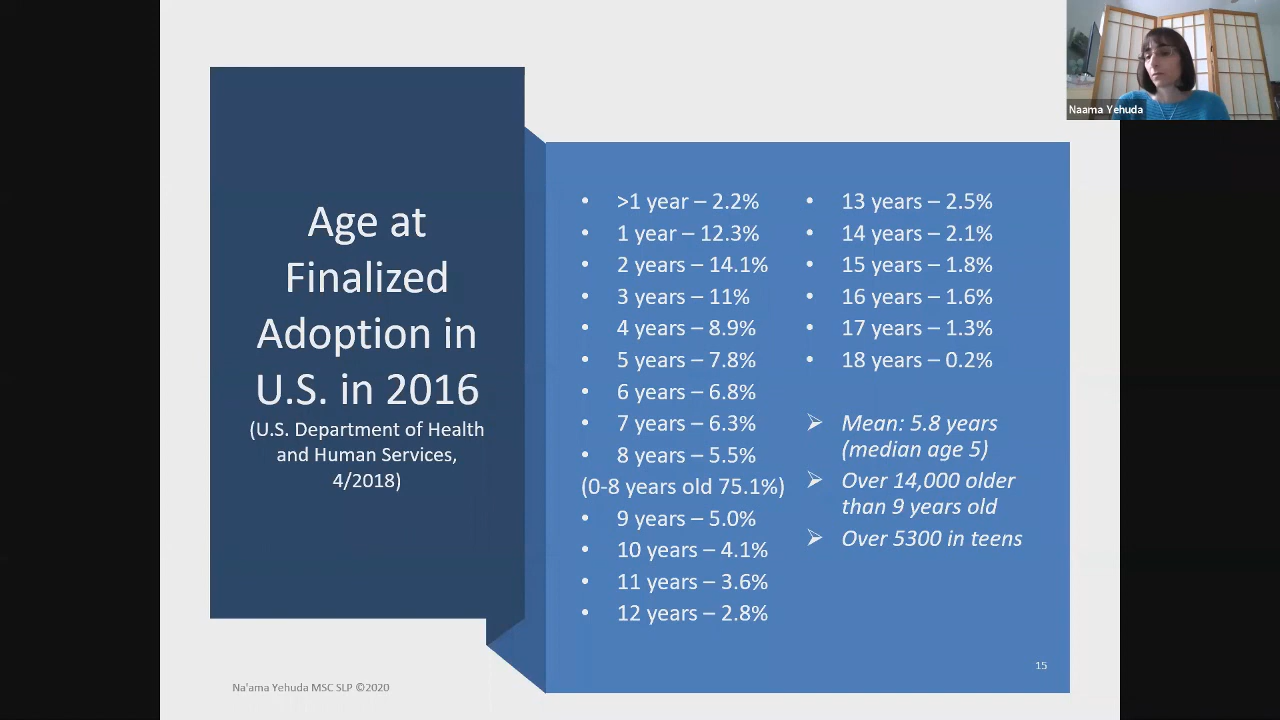 Naama Yehuda
Age at
Finalized
Adoption in
U.S. in 2016
(U.S. Department of Health
and Human Services,
4/2018)
• >1 year – 2.2%
• 1 year – 12.3%
• 2 years – 14.1%
• 3 years – 11%
• 4 years – 8.9%
• 5 years – 7.8%
• 6 years – 6.8%
• 7 years – 6.3%
• 8 years – 5.5%
(0-8 years old 75.1%)
• 9 years – 5.0%
• 10 years – 4.1%
• 11 years – 3.6%
• 12 years – 2.8%
• 13 years – 2.5%
• 14 years – 2.1%
• 15 years – 1.8%
• 16 years – 1.6%
• 17 years – 1.3%
• 18 years – 0.2%
➢ Mean: 5.8 years
(median age 5)
➢ Over 14,000 older
than 9 years old
➢ Over 5300 in teens
15
Na'ama Yehuda MSC SLP ©2020